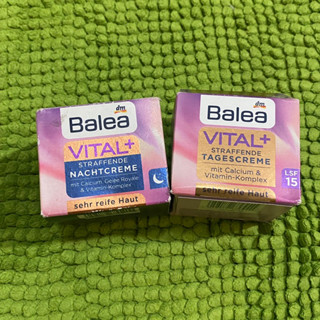 dm
Balea
VITAL+
STRAFFENDE
NACHTCREME
mit Calcium, Gelée Royale
& Vitamin-Komplex
sehr reife Haut
dm
Balea
VITAL+
STRAFFENDE
TAGESCREME
mit Calcium &
Vitamin-Komplex
sehr reife Haut
LSF
15